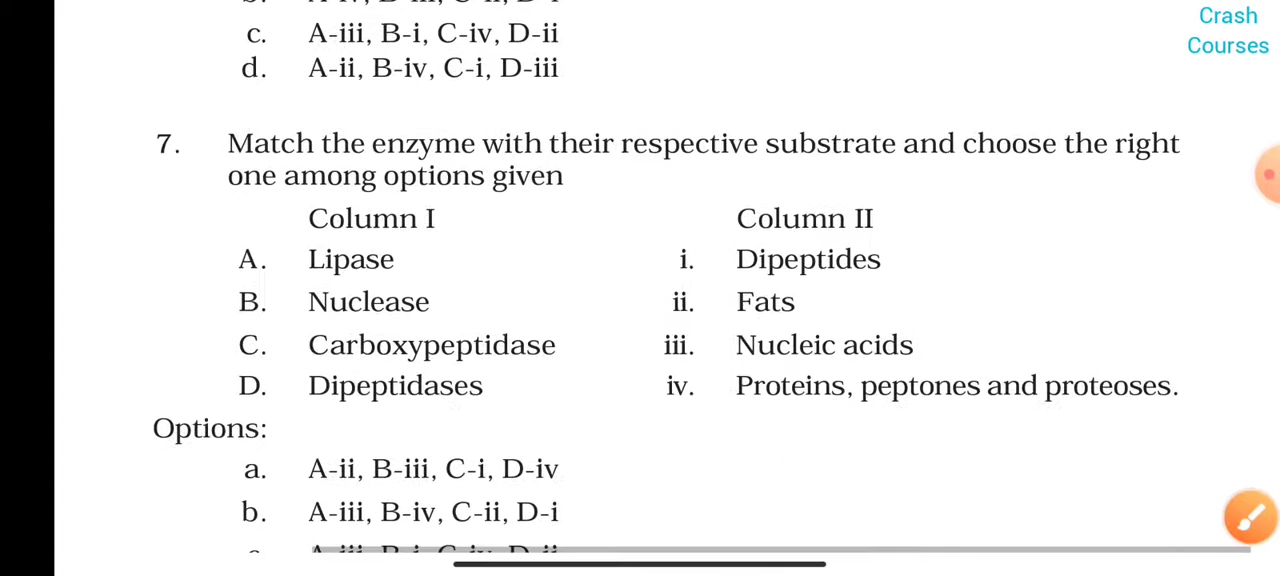 c. A-iii, B-i, C-iv, D-ii
Crash
Courses
d. A-ii, B-iv, C-i, D-iii
7. Match the enzyme with their respective substrate and choose the right
one among options given
Column I Column II
A. Lipase i. Dipeptides
B. Nuclease ii. Fats
C. Carboxypeptidase iii. Nucleic acids
D. Dipeptidases iv. Proteins, peptones and proteoses.
Options:
a. A-ii, B-iii, C-i, D-iv
b. A-iii, B-iv, C-ii, D-i